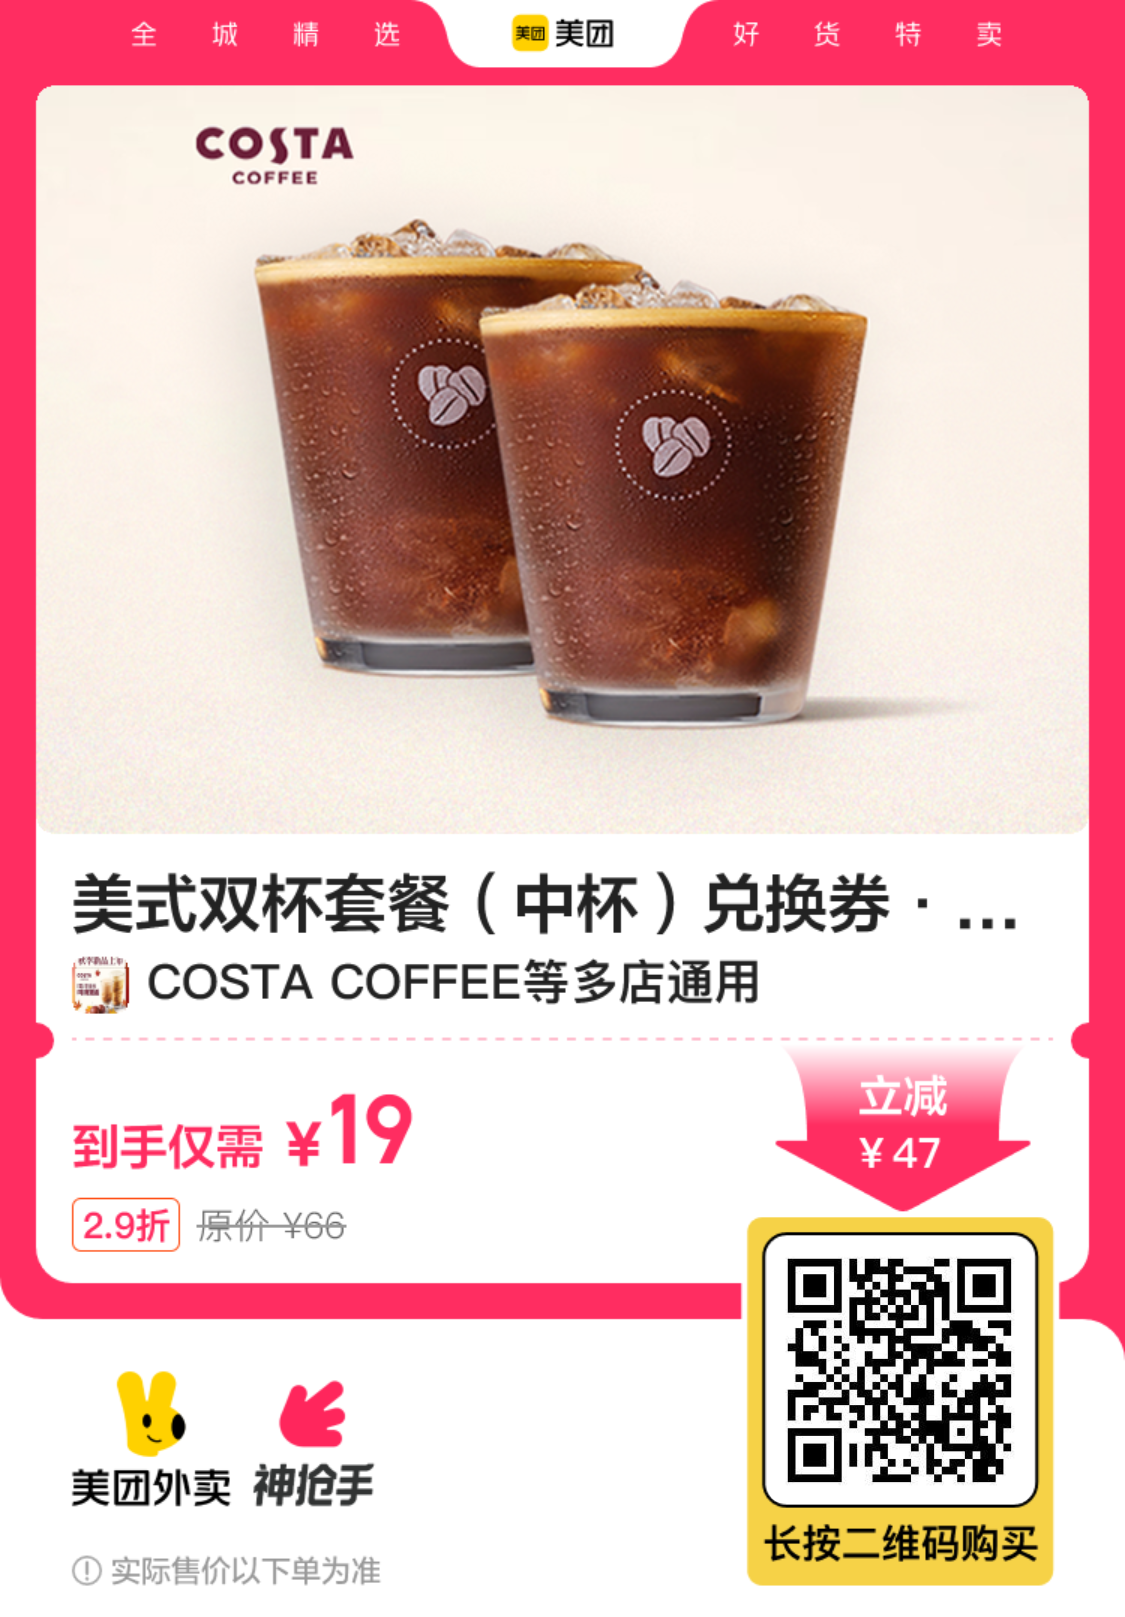 全城精选
美团 美团
好货特卖
COSTA
COFFEE
美式双杯套餐（中杯）兑换券 · ...
COSTA COFFEE等多店通用
到手仅需 ¥19
立减
¥47
2.9折 原价 ¥66
美团外卖 神抢手
长按二维码购买
实际售价以下单为准